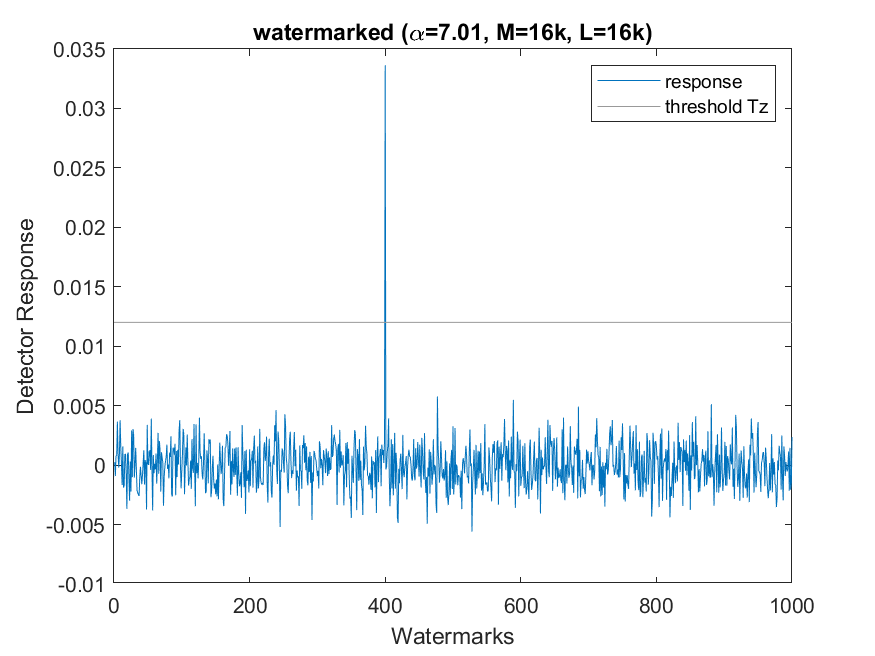 watermarked (α=7.01, M=16k, L=16k)
0.035
0.03
0.025
0.02
0.015
0.01
0.005
0
-0.005
-0.01
Detector Response
response
threshold Tz
0 200 400 600 800 1000
Watermarks